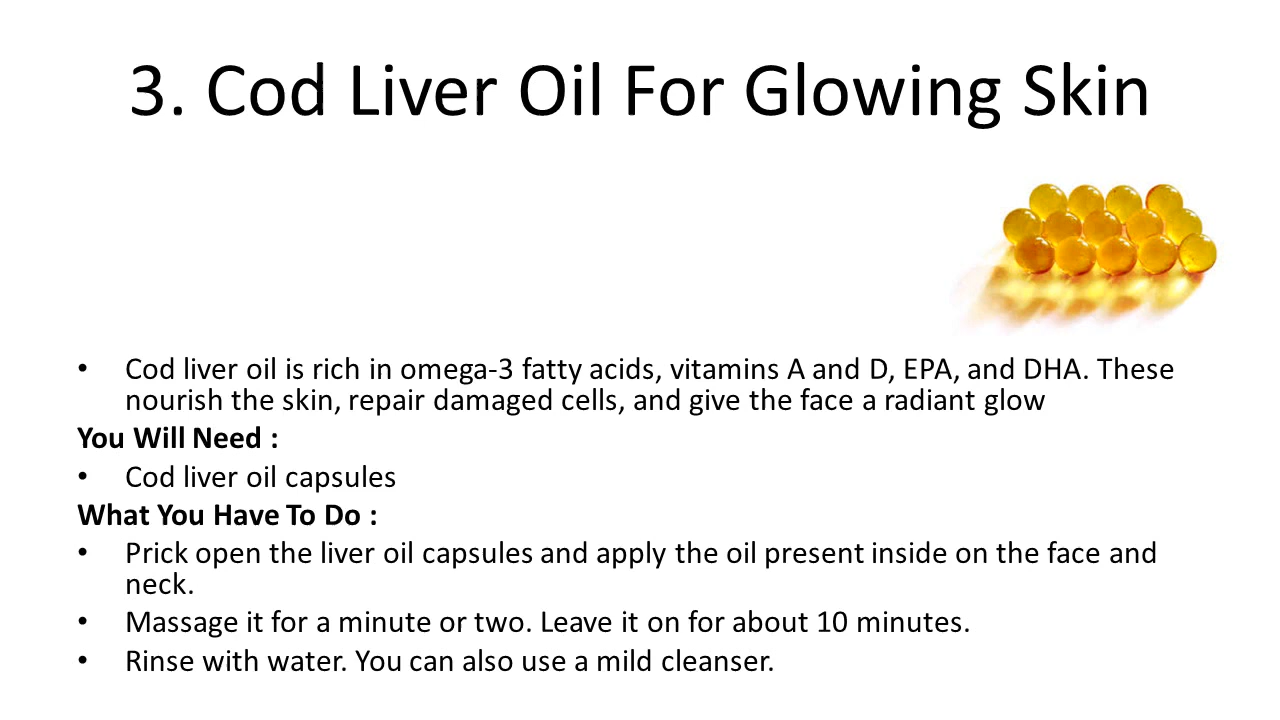 3. Cod Liver Oil For Glowing Skin
• Cod liver oil is rich in omega-3 fatty acids, vitamins A and D, EPA, and DHA. These
nourish the skin, repair damaged cells, and give the face a radiant glow
You Will Need :
• Cod liver oil capsules
What You Have To Do :
• Prick open the liver oil capsules and apply the oil present inside on the face and
neck.
• Massage it for a minute or two. Leave it on for about 10 minutes.
• Rinse with water. You can also use a mild cleanser.